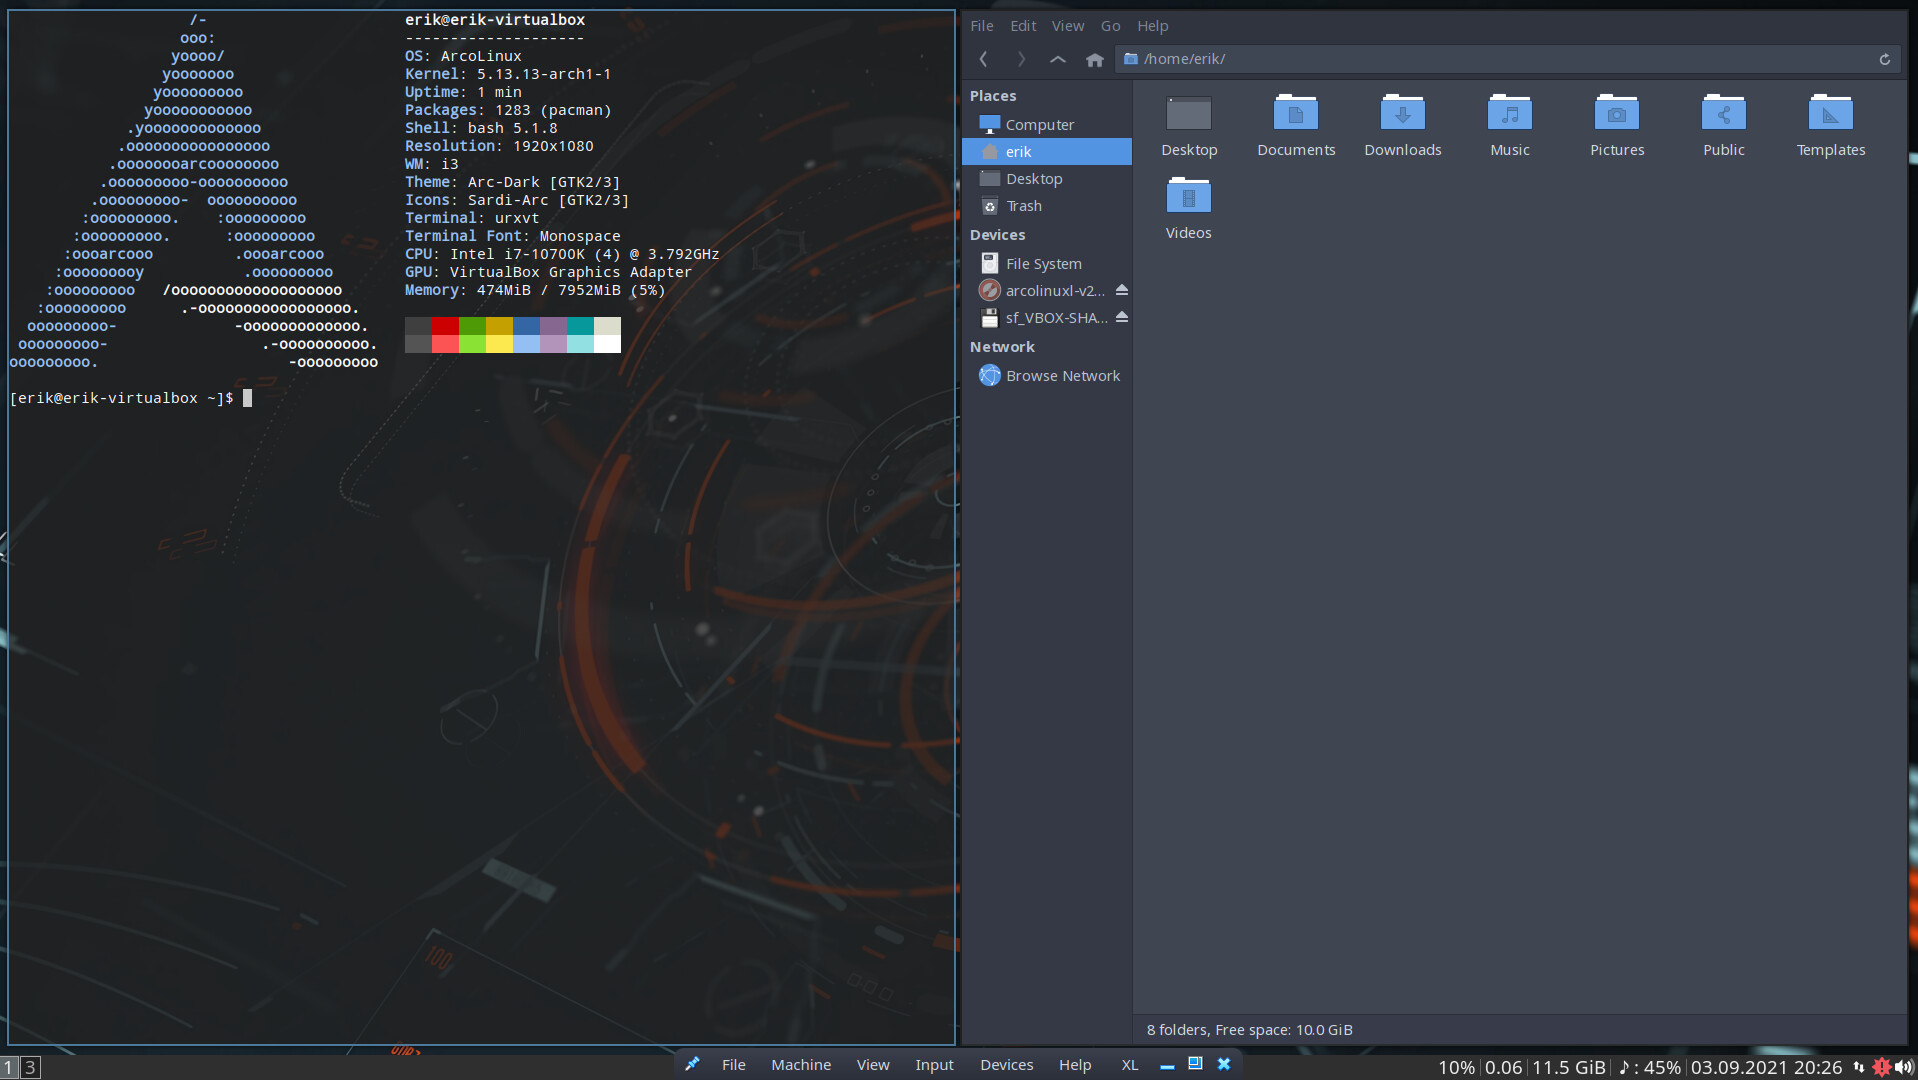 /-
ooo:
yoooo/
yooooooo
yooooooooo
yooooooooooo
.yooooooooooooo
.oooooooooooooooo
.oooooooarcoooooooo
.ooooooooo-oooooooooo
.ooooooooo-  oooooooooo
:ooooooooo.    :ooooooooo
:ooooooooo.      :ooooooooo
:oooarcooo         .oooarcooo
:ooooooooy           .ooooooooo
:ooooooooo   /ooooooooooooooooooo
:ooooooooo      .-ooooooooooooooooo.
ooooooooo-             -ooooooooooooo.
ooooooooo-                 .-oooooooooo.
ooooooooo.                     -ooooooooo
erik@erik-virtualbox
--------------------
OS: ArcoLinux
Kernel: 5.13.13-arch1-1
Uptime: 1 min
Packages: 1283 (pacman)
Shell: bash 5.1.8
Resolution: 1920x1080
WM: i3
Theme: Arc-Dark [GTK2/3]
Icons: Sardi-Arc [GTK2/3]
Terminal: urxvt
Terminal Font: Monospace
CPU: Intel i7-10700K (4) @ 3.792GHz
GPU: VirtualBox Graphics Adapter
Memory: 474MiB / 7952MiB (5%)
[erik@erik-virtualbox ~]$
100
File Edit View Go Help
/home/erik/
Places
Computer
erik
Desktop
Trash
Devices
File System
arcolinuxl-v2...
sf_VBOX-SHA...
Network
Browse Network
Desktop Documents Downloads Music Pictures Public Templates
Videos
8 folders, Free space: 10.0 GiB
1 3
File Machine View Input Devices Help XL
10% 0.06 11.5 GiB ♪: 45% 03.09.2021 20:26